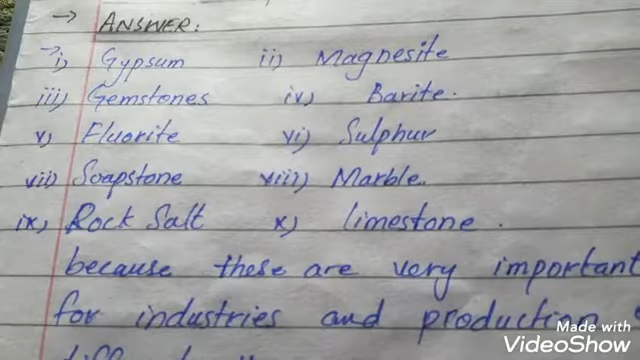 → ANSWER:
→ i) Gypsum ii) Magnesite
iii) Gemstones iv) Barite.
v) Fluorite vi) Sulphur
vii) Soapstone viii) Marble.
ix) Rock Salt x) limestone.
because these are very important
for industries and production
Made with
VideoShow